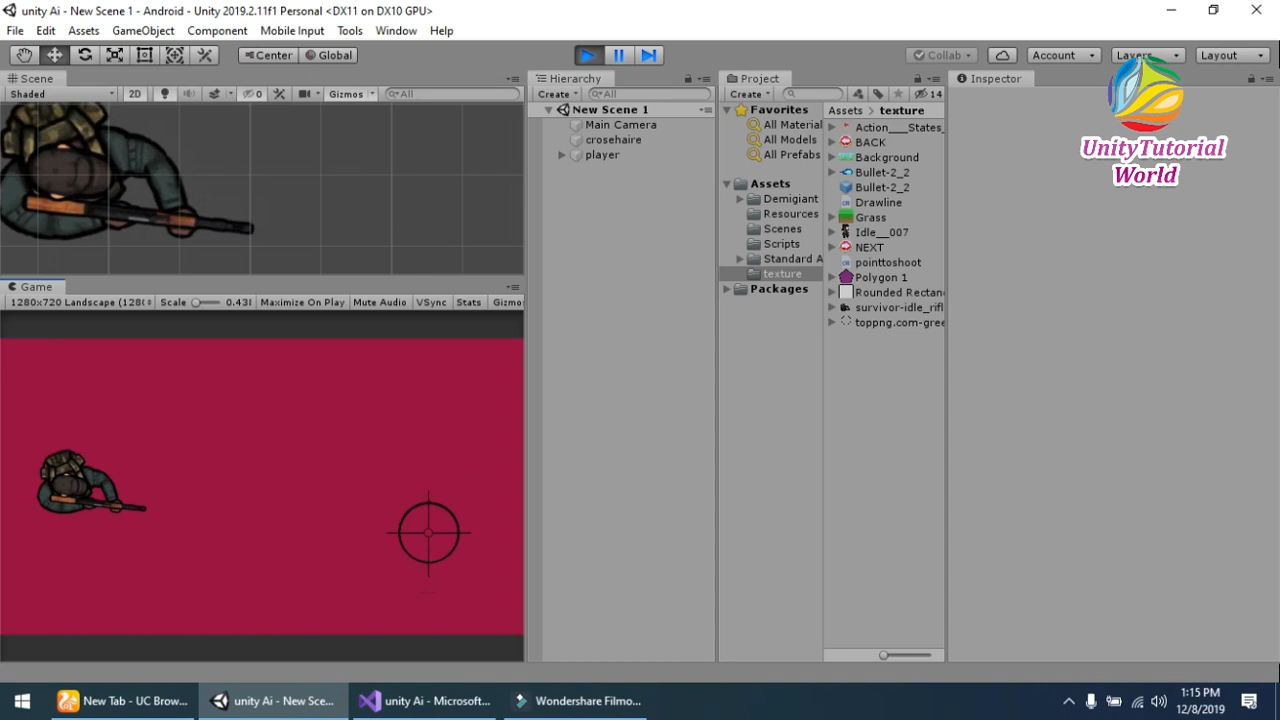 unity Ai - New Scene 1 - Android - Unity 2019.2.11f1 Personal <DX11 on DX10 GPU>
File Edit Assets GameObject Component Mobile Input Tools Window Help
Center Global Collab Account Layers Layout
Scene
Shaded 2D 0 Gizmos All
Game
1280x720 Landscape (128( Scale 0.43 Maximize On Play Mute Audio VSync Stats Gizmo
Hierarchy
Create All
New Scene 1
Main Camera
crosehaire
player
Project
Create 14
Favorites
All Material
All Models
All Prefabs
Assets
Demigiant
Resources
Scenes
Scripts
Standard A
texture
Packages
Assets > texture
Action___States_
BACK
Background
Bullet-2_2
Bullet-2_2
Drawline
Grass
Idle__007
NEXT
pointtoshoot
Polygon 1
Rounded Rectan
survivor-idle_rifl
toppng.com-gree
Inspector
UnityTutorial
World
New Tab - UC Brow...
unity Ai - New Sce...
unity Ai - Microsoft...
Wondershare Filmo...
1:15 PM
12/8/2019